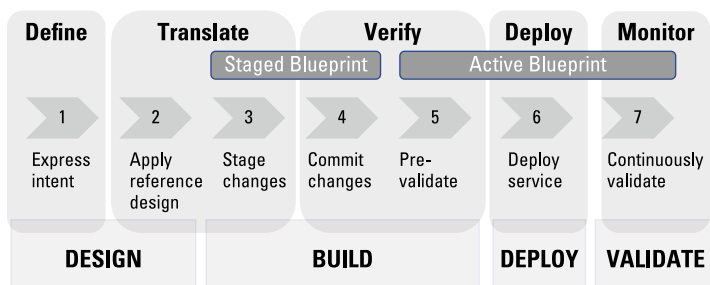 Define
Translate
Verify
Deploy
Monitor
Staged Blueprint
Active Blueprint
1
2
3
4
5
6
7
Express
intent
Apply
reference
design
Stage
changes
Commit
changes
Pre-
validate
Deploy
service
Continuously
validate
DESIGN
BUILD
DEPLOY
VALIDATE